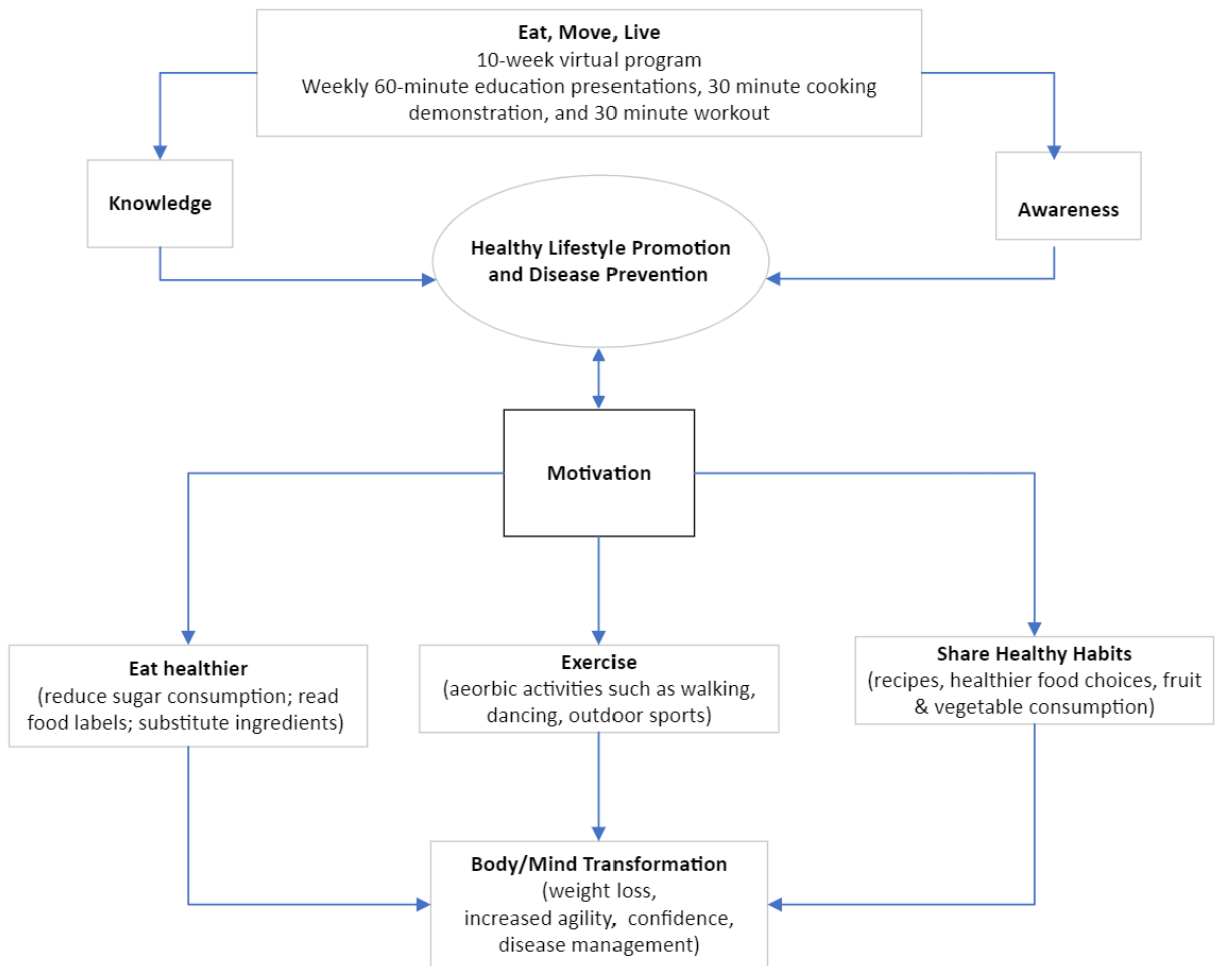 Eat, Move, Live
10-week virtual program
Weekly 60-minute education presentations, 30 minute cooking
demonstration, and 30 minute workout
Knowledge
Awareness
Healthy Lifestyle Promotion
and Disease Prevention
Motivation
Eat healthier
(reduce sugar consumption; read
food labels; substitute ingredients)
Exercise
(aeorbic activities such as walking,
dancing, outdoor sports)
Share Healthy Habits
(recipes, healthier food choices, fruit
& vegetable consumption)
Body/Mind Transformation
(weight loss,
increased agility, confidence,
disease management)